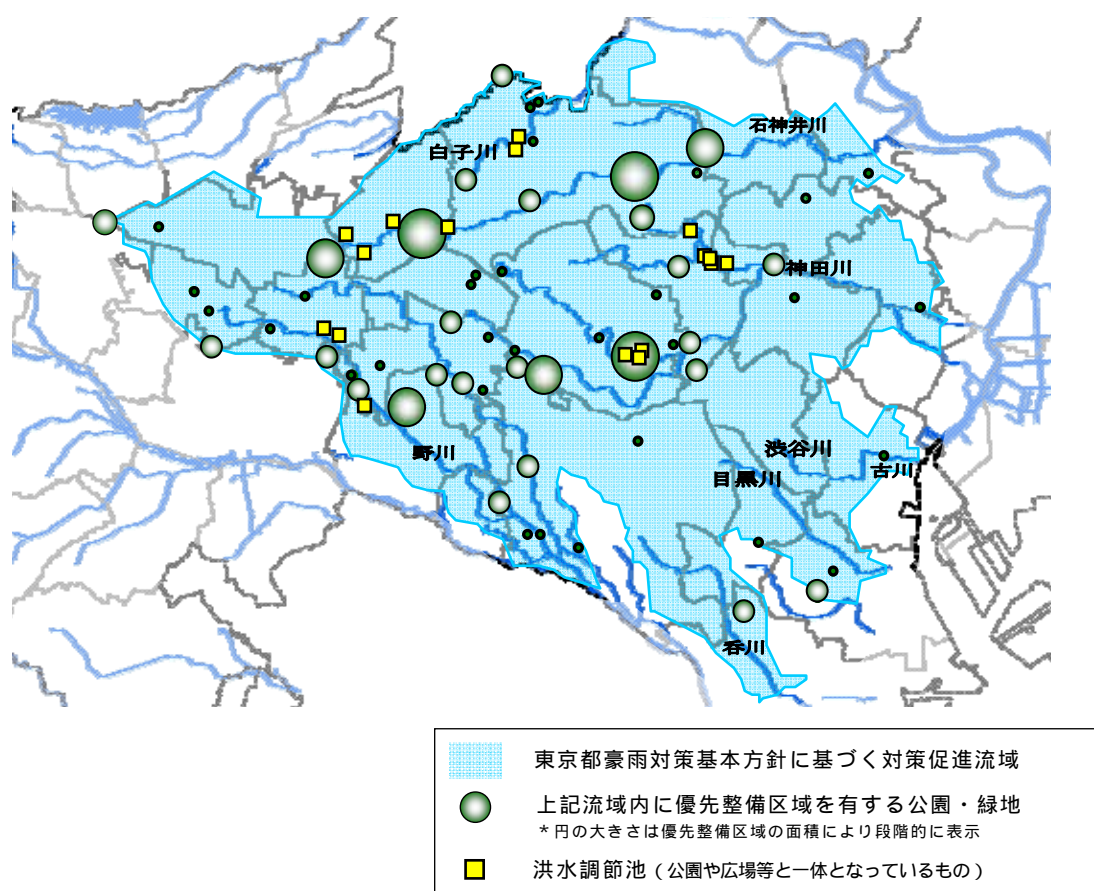 石神井川
白子川
神田川
野川
渋谷川
古川
目黒川
呑川
東京都豪雨対策基本方針に基づく対策促進流域
上記流域内に優先整備区域を有する公園・緑地
*円の大きさは優先整備区域の面積により段階的に表示
洪水調節池(公園や広場等と一体となっているもの)